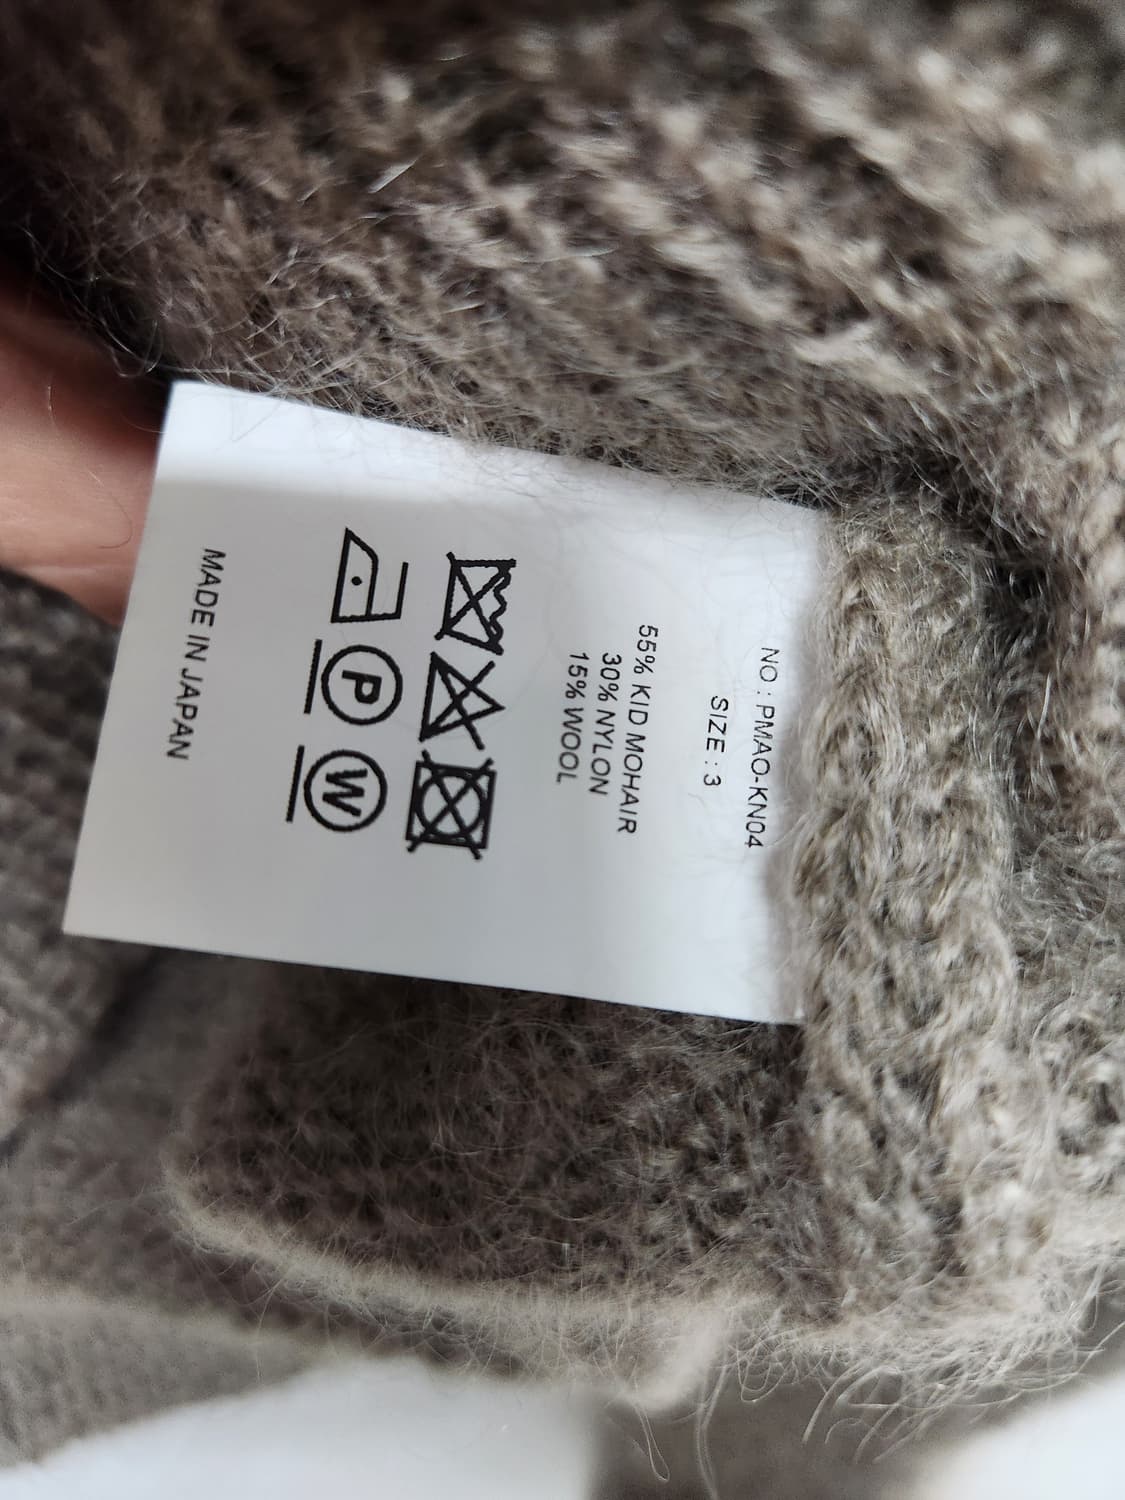 NO : PMAO-KN04
SIZE : 3
55% KID MOHAIR
30% NYLON
15% WOOL
P W
MADE IN JAPAN